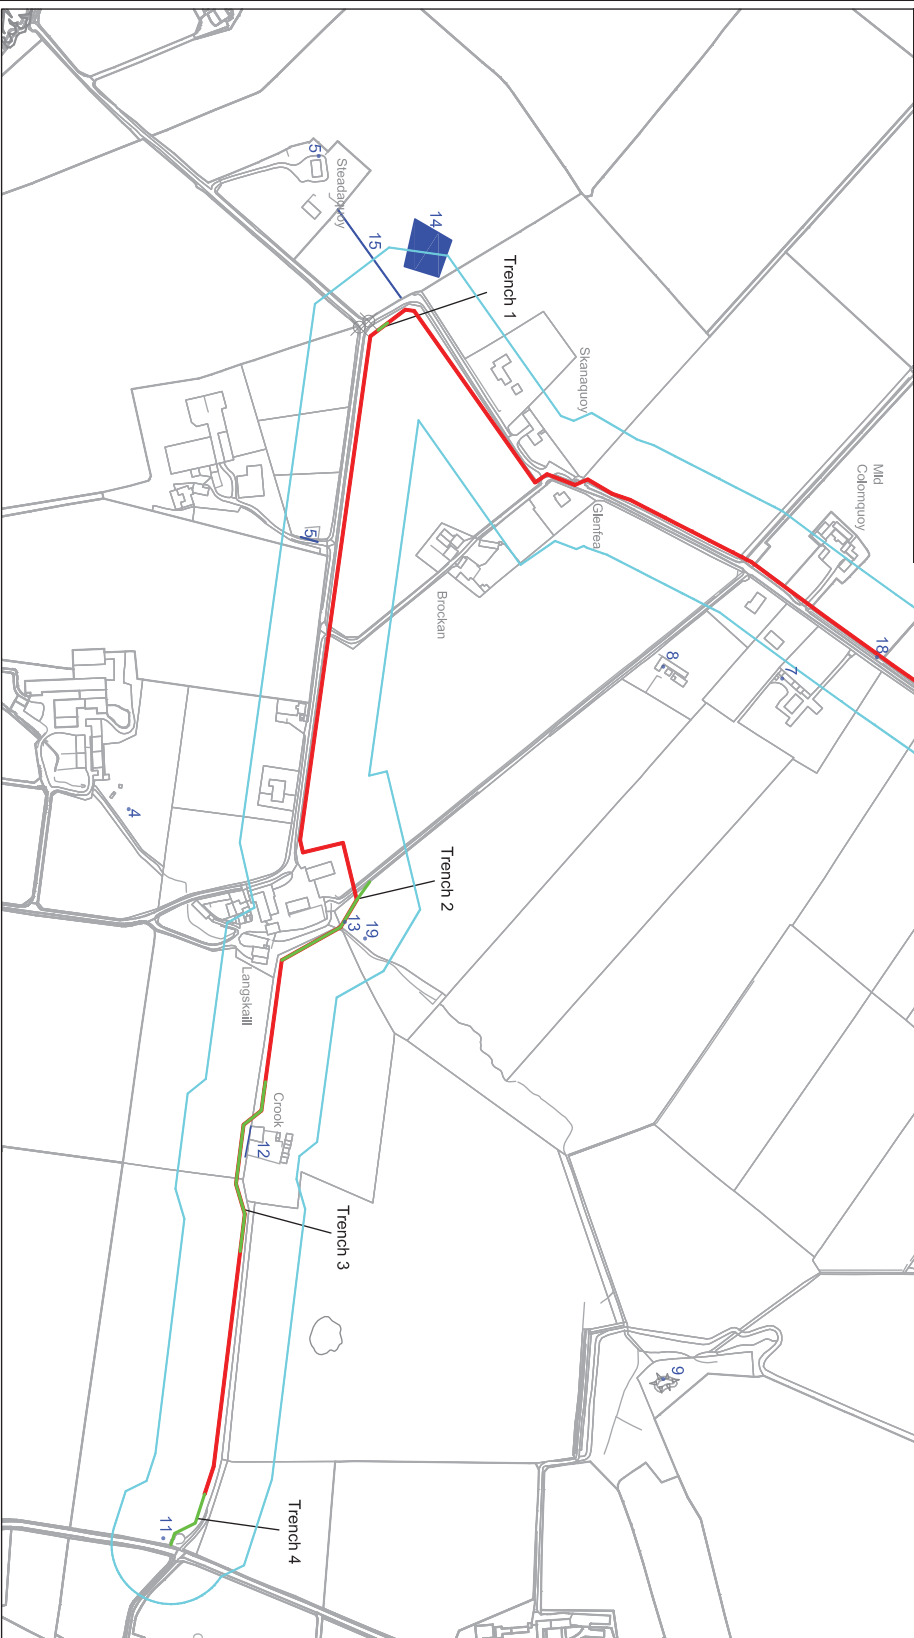 5
Steadaquoy
15
14
Trench 1
Skanaquoy
Mid
Colomquoy
5
Glenfea
Brockan
18
8
7
4
Trench 2
13
19
Langskaill
Crook
12
Trench 3
9
11
Trench 4